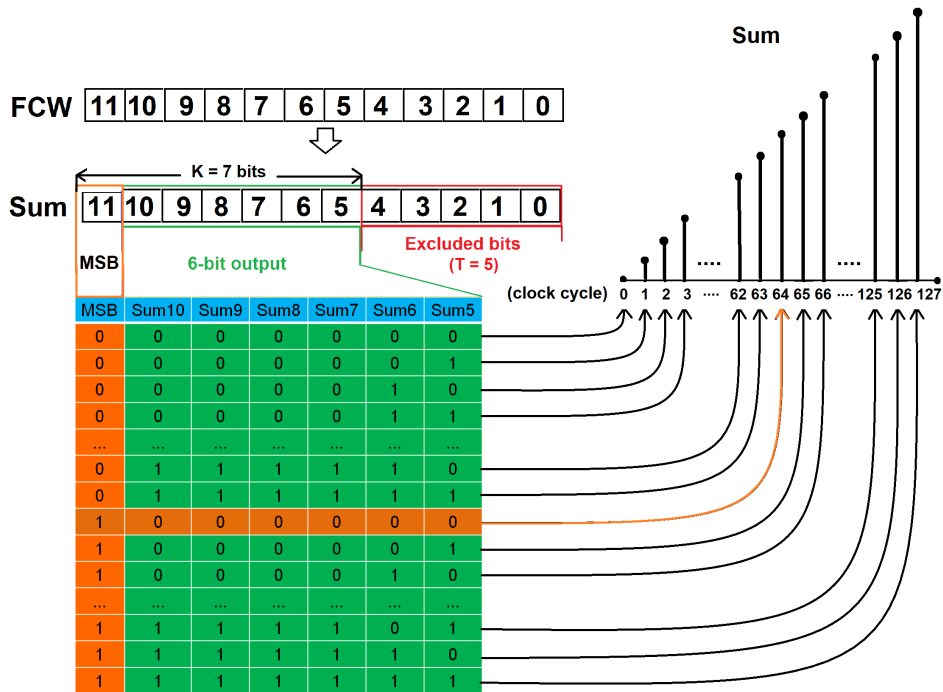 Sum
FCW 11 10 9 8 7 6 5 4 3 2 1 0
K = 7 bits
Sum 11 10 9 8 7 6 5 4 3 2 1 0
MSB 6-bit output Excluded bits
(T = 5)
.... ....
(clock cycle) 0 1 2 3 .... 62 63 64 65 66 .... 125 126 127
MSB Sum10 Sum9 Sum8 Sum7 Sum6 Sum5
0 0 0 0 0 0 0
0 0 0 0 0 0 1
0 0 0 0 0 1 0
0 0 0 0 0 1 1
... ... ... ... ... ... ...
0 1 1 1 1 1 0
0 1 1 1 1 1 1
1 0 0 0 0 0 0
1 0 0 0 0 0 1
1 0 0 0 0 1 0
... ... ... ... ... ... ...
1 1 1 1 1 0 1
1 1 1 1 1 1 0
1 1 1 1 1 1 1